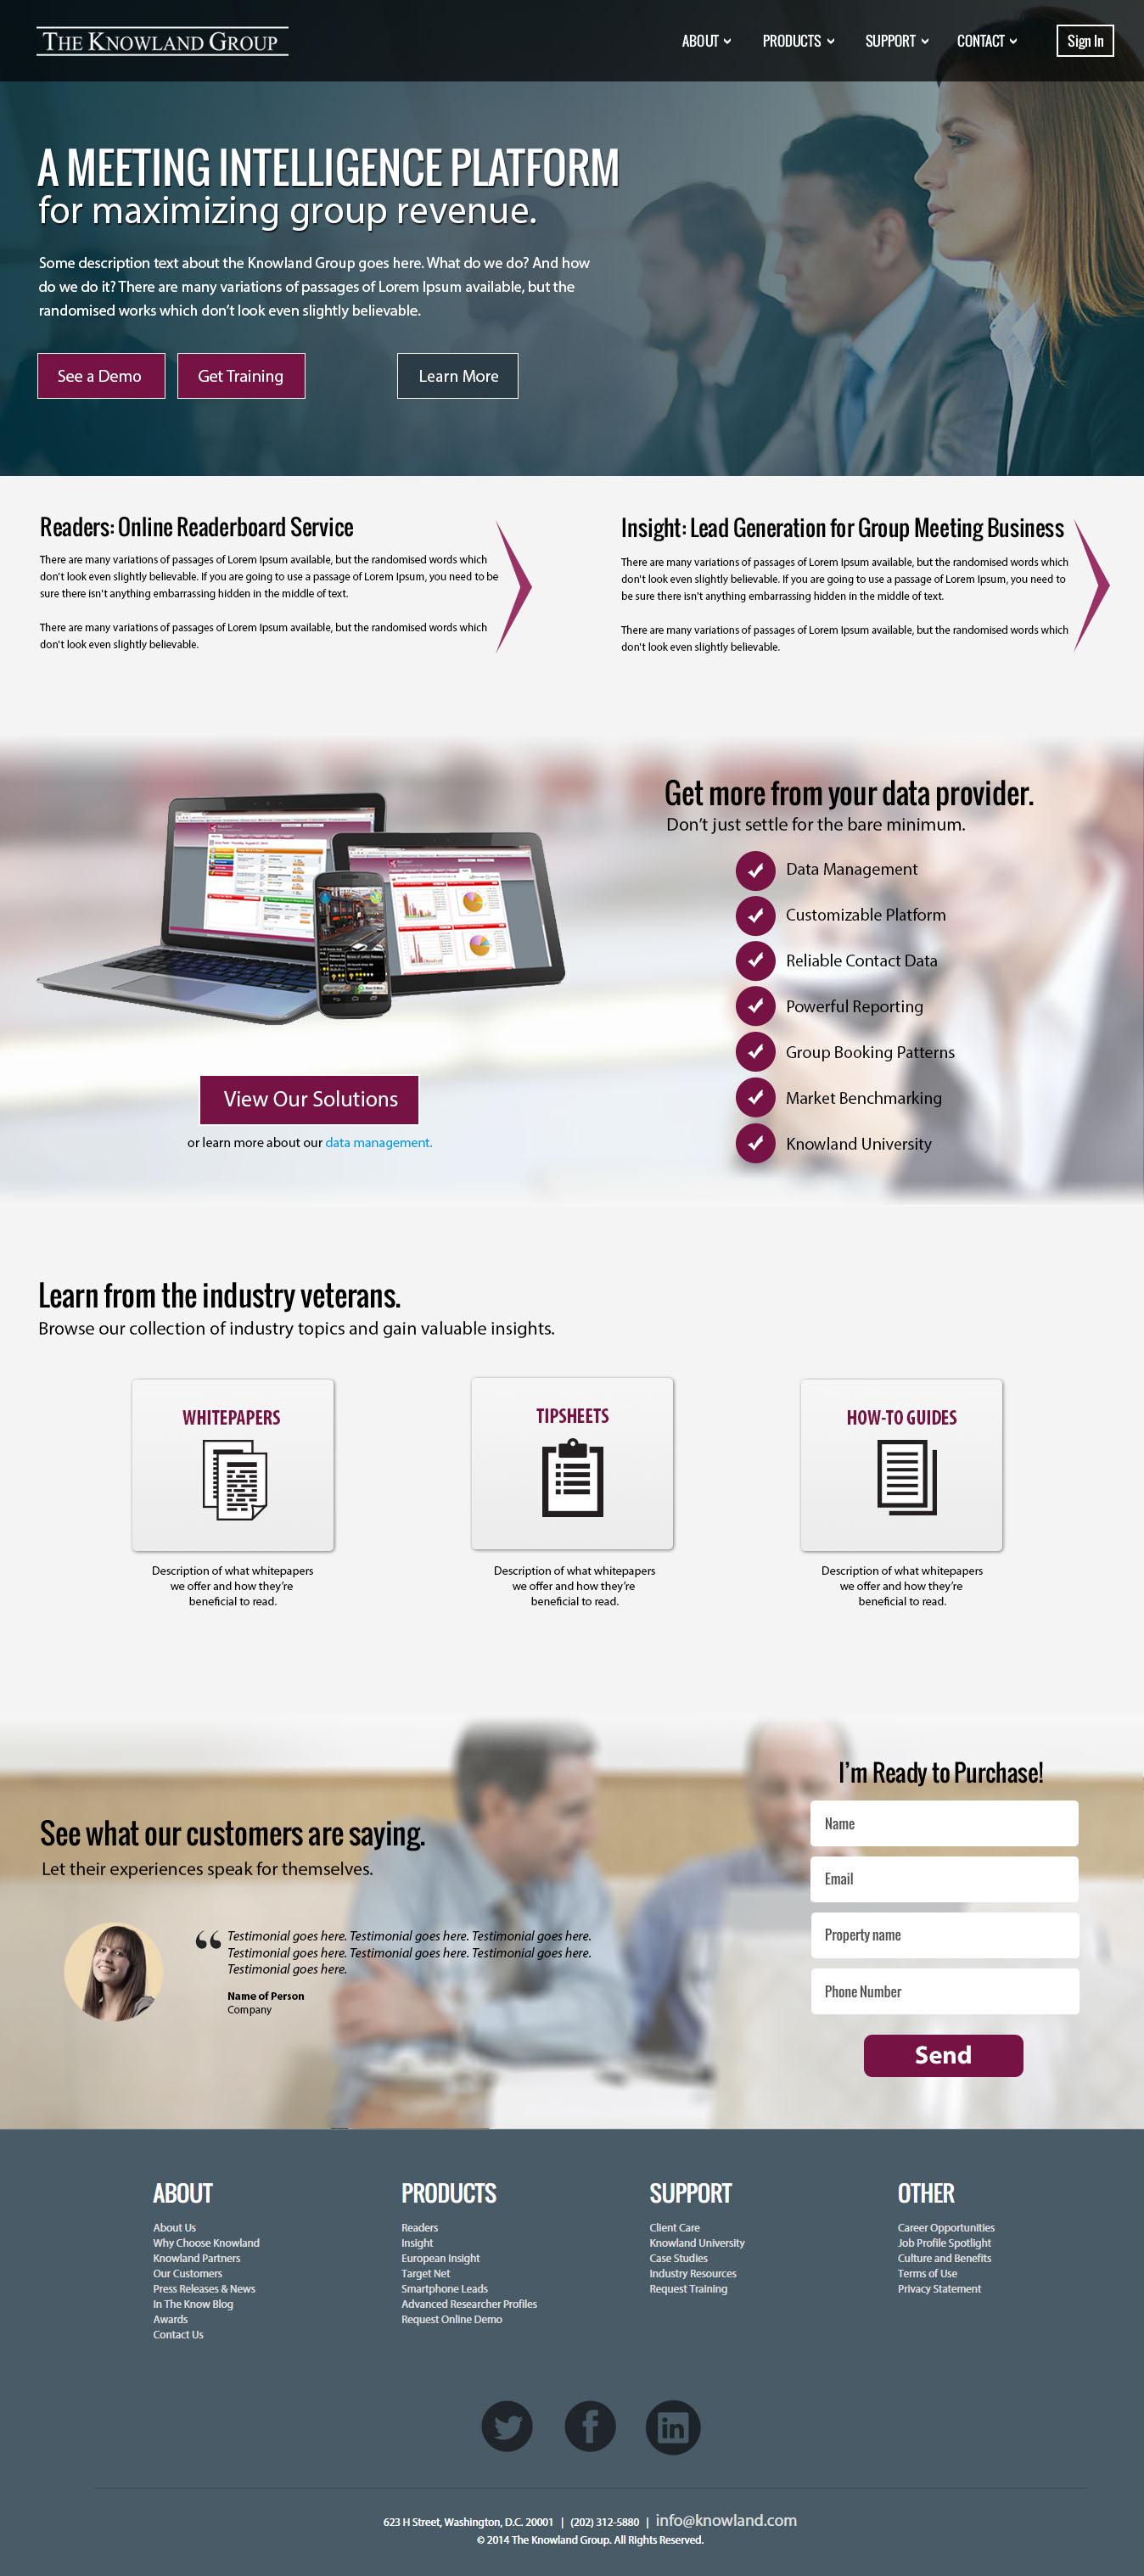 THE KNOWLAND GROUP
ABOUT
PRODUCTS
SUPPORT
CONTACT
Sign In
A MEETING INTELLIGENCE PLATFORM
for maximizing group revenue.
Some description text about the Knowland Group goes here. What do we do? And how
do we do it? There are many variations of passages of Lorem Ipsum available, but the
randomised works which don't look even slightly believable.
See a Demo
Get Training
Learn More
Readers: Online Readerboard Service
There are many variations of passages of Lorem Ipsum available, but the randomised words which
don't look even slightly believable. If you are going to use a passage of Lorem Ipsum, you need to be
sure there isn't anything embarrassing hidden in the middle of text.
There are many variations of passages of Lorem Ipsum available, but the randomised words which
don't look even slightly believable.
Insight: Lead Generation for Group Meeting Business
There are many variations of passages of Lorem Ipsum available, but the randomised words which
don't look even slightly believable. If you are going to use a passage of Lorem Ipsum, you need to
be sure there isn't anything embarrassing hidden in the middle of text.
There are many variations of passages of Lorem Ipsum available, but the randomised words which
don't look even slightly believable.
Get more from your data provider.
Don't just settle for the bare minimum.
Data Management
Customizable Platform
Reliable Contact Data
Powerful Reporting
Group Booking Patterns
Market Benchmarking
Knowland University
View Our Solutions
or learn more about our data management.
Learn from the industry veterans.
Browse our collection of industry topics and gain valuable insights.
WHITEPAPERS
Description of what whitepapers
we offer and how they're
beneficial to read.
TIPSHEETS
Description of what whitepapers
we offer and how they're
beneficial to read.
HOW-TO GUIDES
Description of what whitepapers
we offer and how they're
beneficial to read.
See what our customers are saying.
Let their experiences speak for themselves.
“ Testimonial goes here. Testimonial goes here. Testimonial goes here.
Testimonial goes here. Testimonial goes here. Testimonial goes here.
Testimonial goes here.
Name of Person
Company
I'm Ready to Purchase!
Name
Email
Property name
Phone Number
Send
ABOUT
About Us
Why Choose Knowland
Knowland Partners
Our Customers
Press Releases & News
In The Know Blog
Awards
Contact Us
PRODUCTS
Readers
Insight
European Insight
Target Net
Smartphone Leads
Advanced Researcher Profiles
Request Online Demo
SUPPORT
Client Care
Knowland University
Case Studies
Industry Resources
Request Training
OTHER
Career Opportunities
Job Profile Spotlight
Culture and Benefits
Terms of Use
Privacy Statement
623 H Street, Washington, D.C. 20001 | (202) 312-5880 | info@knowland.com
© 2014 The Knowland Group. All Rights Reserved.